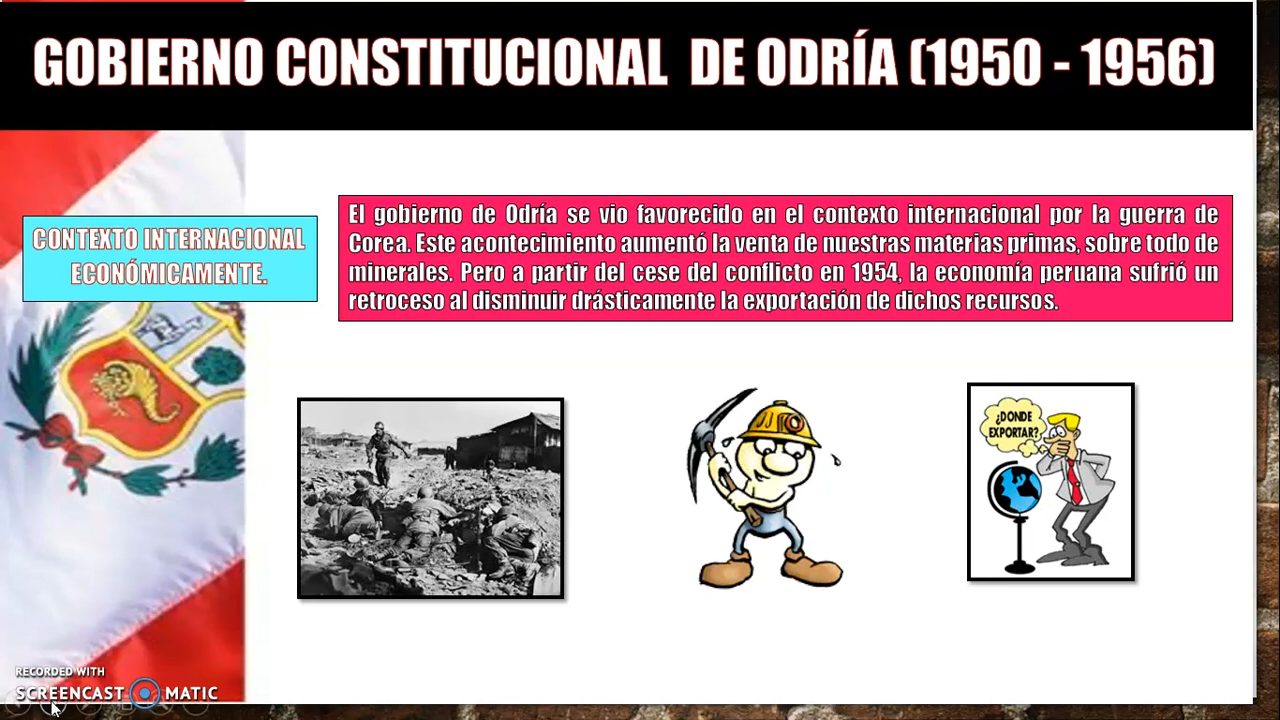 GOBIERNO CONSTITUCIONAL DE ODRÍA (1950 - 1956)
CONTEXTO INTERNACIONAL
ECONÓMICAMENTE.
El gobierno de Odría se vio favorecido en el contexto internacional por la guerra de
Corea. Este acontecimiento aumentó la venta de nuestras materias primas, sobre todo de
minerales. Pero a partir del cese del conflicto en 1954, la economía peruana sufrió un
retroceso al disminuir drásticamente la exportación de dichos recursos.
¿DONDE
EXPORTAR?
RECORDED WITH
SCREENCAST MATIC